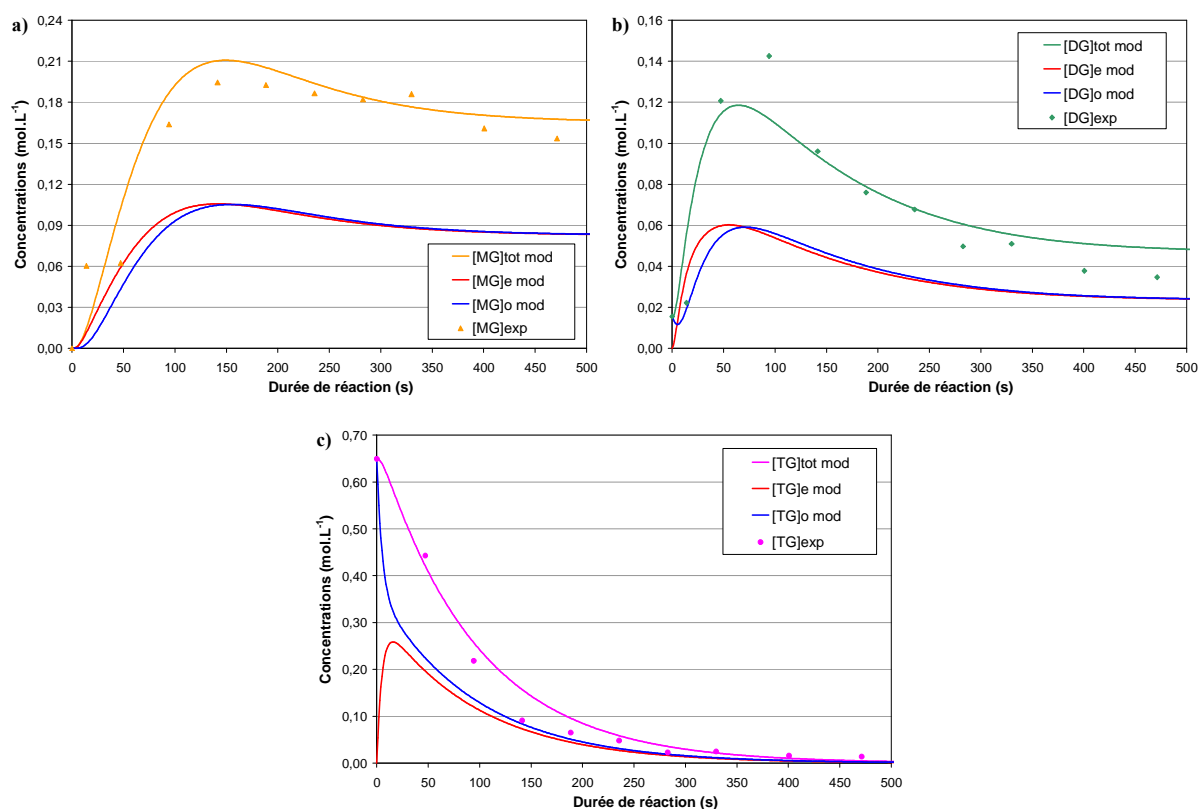 a)
0,24
0,21
0,18
0,15
0,12
0,09
0,06
0,03
0,00
Concentrations (mol.L-1)
0 50 100 150 200 250 300 350 400 450 500
Durée de réaction (s)
[MG]tot mod
[MG]e mod
[MG]o mod
[MG]exp
b)
0,16
0,14
0,12
0,10
0,08
0,06
0,04
0,02
0,00
Concentrations (mol.L-1)
0 50 100 150 200 250 300 350 400 450 500
Durée de réaction (s)
[DG]tot mod
[DG]e mod
[DG]o mod
[DG]exp
c)
0,70
0,60
0,50
0,40
0,30
0,20
0,10
0,00
Concentrations (mol.L-1)
0 50 100 150 200 250 300 350 400 450 500
Durée de réaction (s)
[TG]tot mod
[TG]e mod
[TG]o mod
[TG]exp